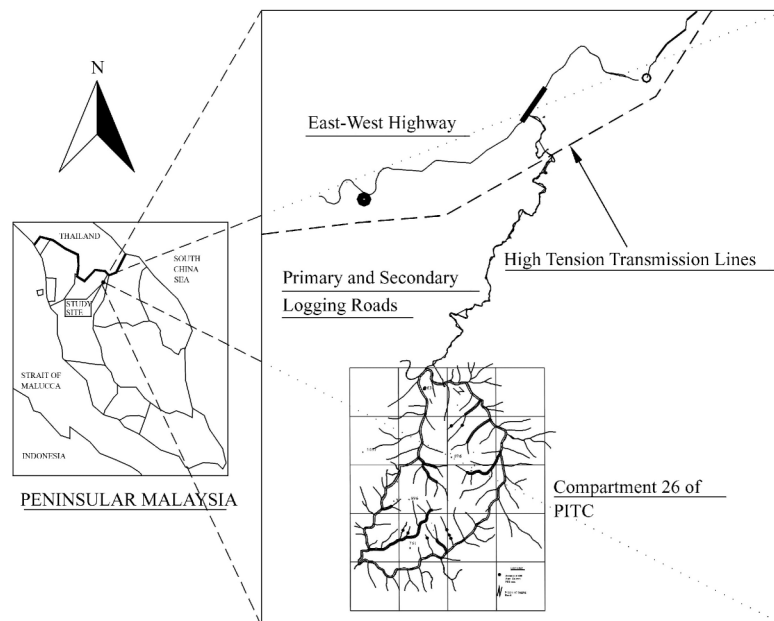 N
East-West Highway
THAILAND
SOUTH
CHINA
SEA
STUDY
SITE
STRAIT OF
MALUCCA
INDONESIA
PENINSULAR MALAYSIA
High Tension Transmission Lines
Primary and Secondary
Logging Roads
Compartment 26 of
PITC